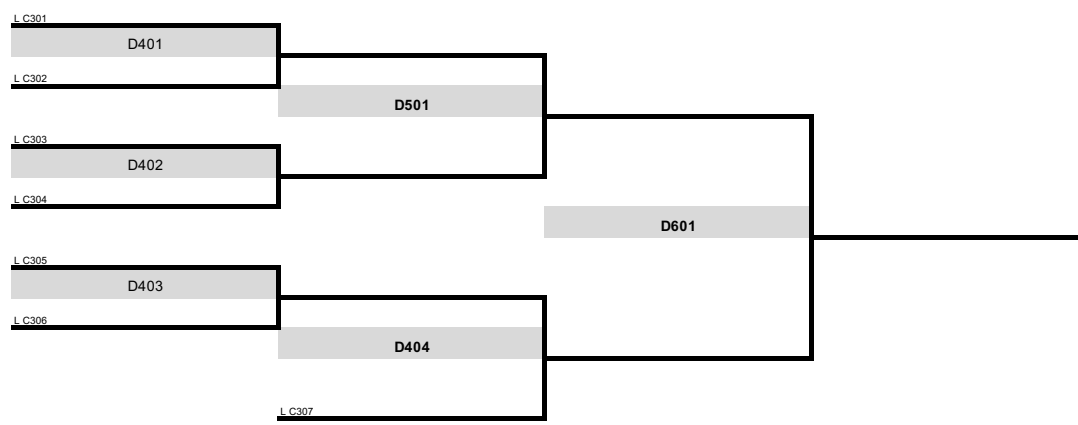 L C301
D401
L C302
D501
L C303
D402
L C304
D601
L C305
D403
L C306
D404
L C307